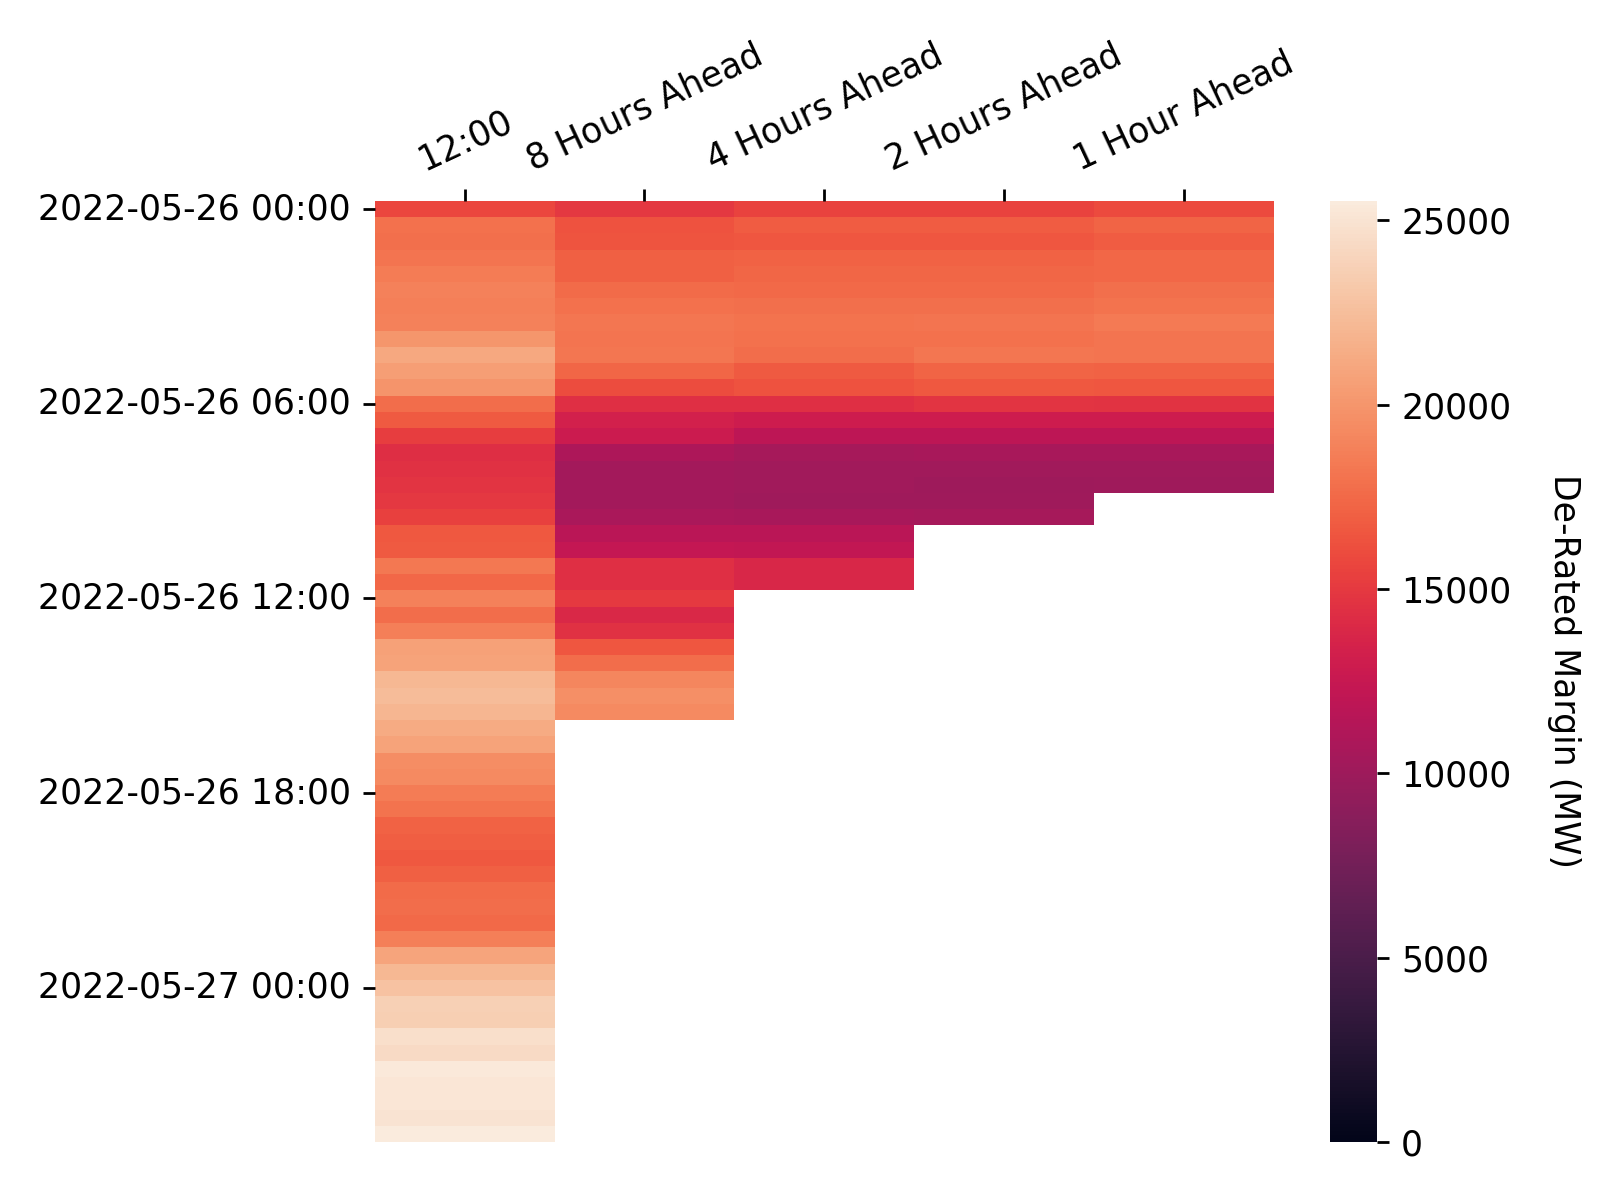 12:00
8 Hours Ahead
4 Hours Ahead
2 Hours Ahead
1 Hour Ahead
2022-05-26 00:00
2022-05-26 06:00
2022-05-26 12:00
2022-05-26 18:00
2022-05-27 00:00
25000
20000
15000
10000
5000
0
De-Rated Margin (MW)